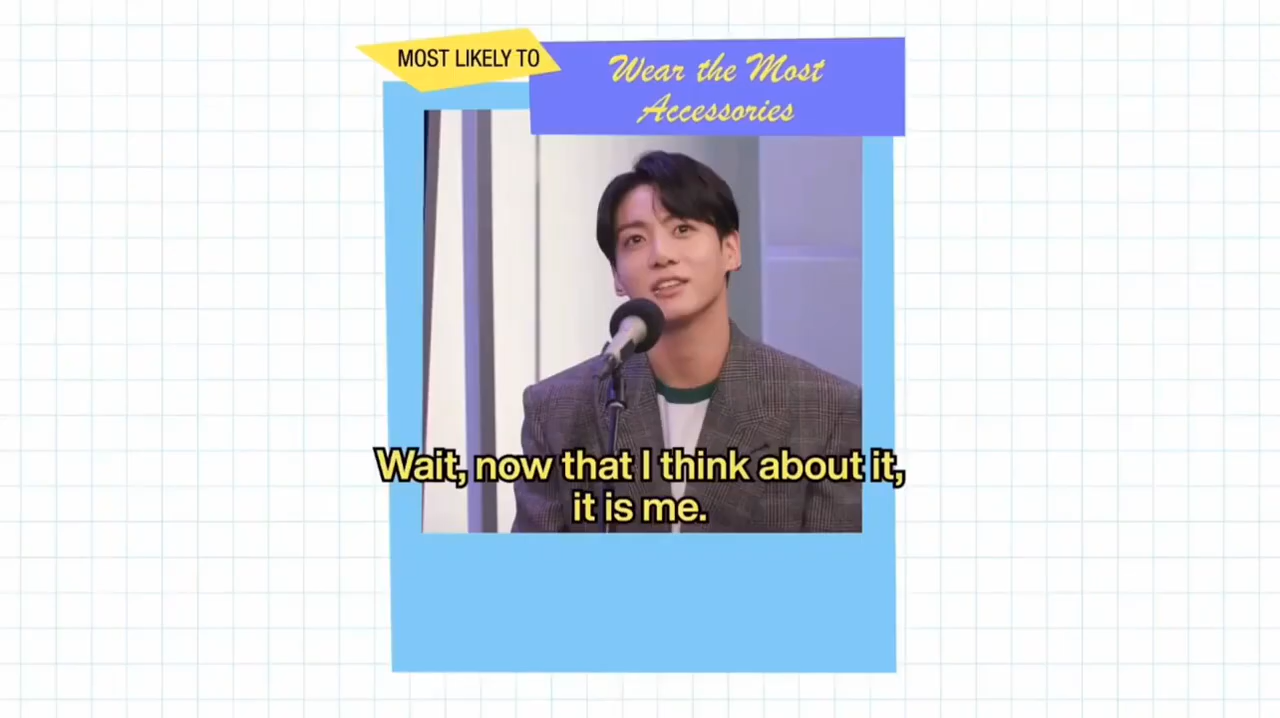 MOST LIKELY TO
Wear the Most
Accessories
Wait, now that I think about it,
it is me.